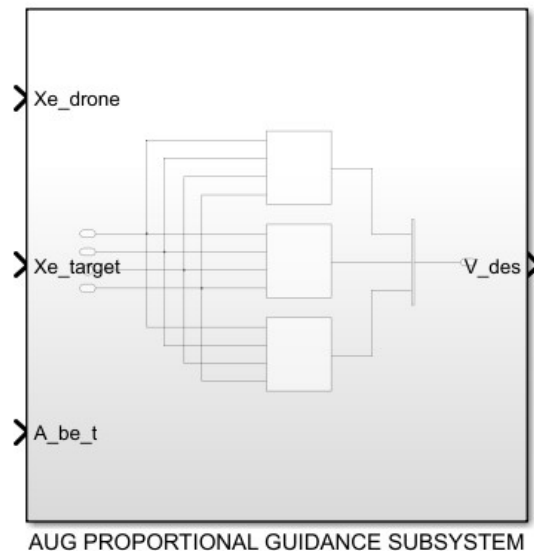 Xe_drone
Xe_target
V_des
A_be_t
AUG PROPORTIONAL GUIDANCE SUBSYSTEM